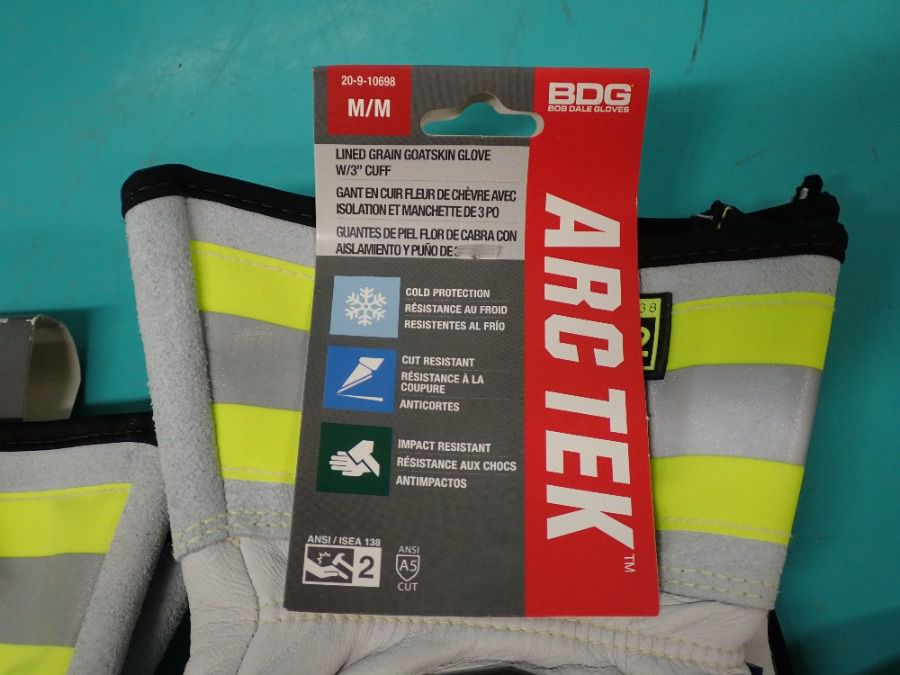 20-9-10698
M/M
BDG
BOB DALE GLOVES
LINED GRAIN GOATSKIN GLOVE
W/3" CUFF
GANT EN CUIR FLEUR DE CHÈVRE AVEC
ISOLATION ET MANCHETTE DE 3 PO
GUANTES DE PIEL FLOR DE CABRA CON
AISLAMIENTO Y PUÑO DE
ARC TEK™
COLD PROTECTION
RÉSISTANCE AU FROID
RESISTENTES AL FRÍO
CUT RESISTANT
RÉSISTANCE À LA
COUPURE
ANTICORTES
IMPACT RESISTANT
RÉSISTANCE AUX CHOCS
ANTIMPACTOS
ANSI / ISEA 138
2
ANSI
A5
CUT